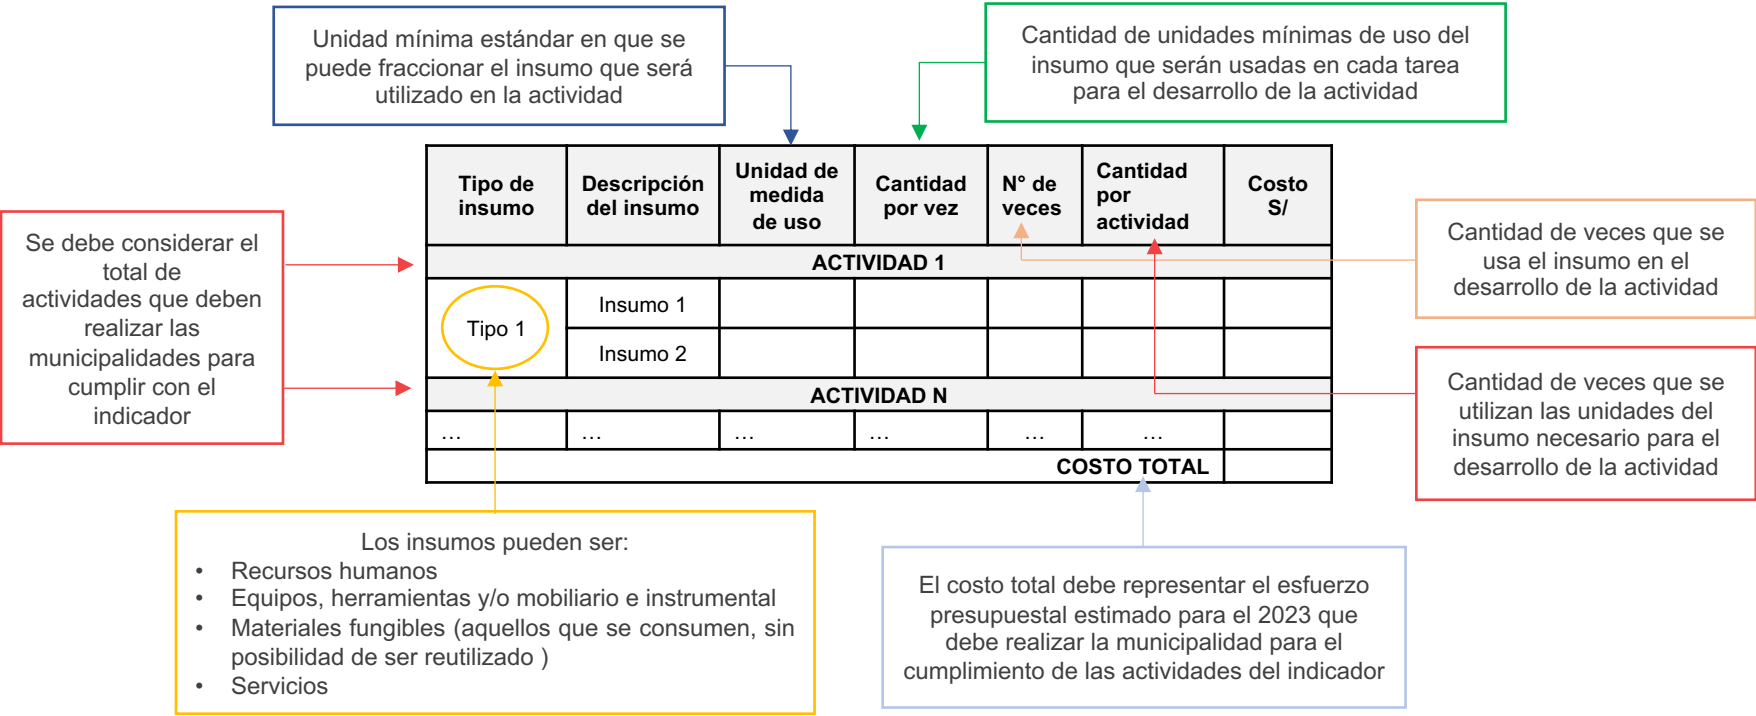 Unidad mínima estándar en que se
puede fraccionar el insumo que será
utilizado en la actividad
Cantidad de unidades mínimas de uso del
insumo que serán usadas en cada tarea
para el desarrollo de la actividad
Tipo de
insumo
Descripción
del insumo
Unidad de
medida
de uso
Cantidad
por vez
N° de
veces
Cantidad
por
actividad
Costo
S/
ACTIVIDAD 1
Tipo 1
Insumo 1
Insumo 2
ACTIVIDAD N
… … … … … …
COSTO TOTAL
Se debe considerar el
total de
actividades que deben
realizar las
municipalidades para
cumplir con el
indicador
Cantidad de veces que se
usa el insumo en el
desarrollo de la actividad
Cantidad de veces que se
utilizan las unidades del
insumo necesario para el
desarrollo de la actividad
Los insumos pueden ser:
• Recursos humanos
• Equipos, herramientas y/o mobiliario e instrumental
• Materiales fungibles (aquellos que se consumen, sin
posibilidad de ser reutilizado )
• Servicios
El costo total debe representar el esfuerzo
presupuestal estimado para el 2023 que
debe realizar la municipalidad para el
cumplimiento de las actividades del indicador